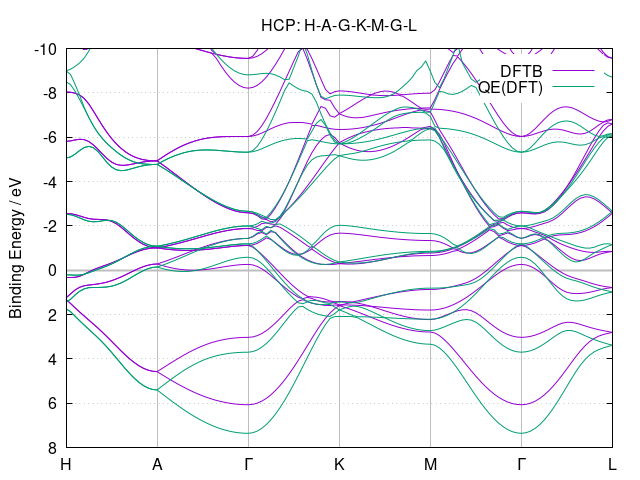 HCP: H-A-G-K-M-G-L
-10
DFTB
QE(DFT)
-8
-6
-4
-2
0
2
4
6
8
Binding Energy / eV
H A Γ K M Γ L